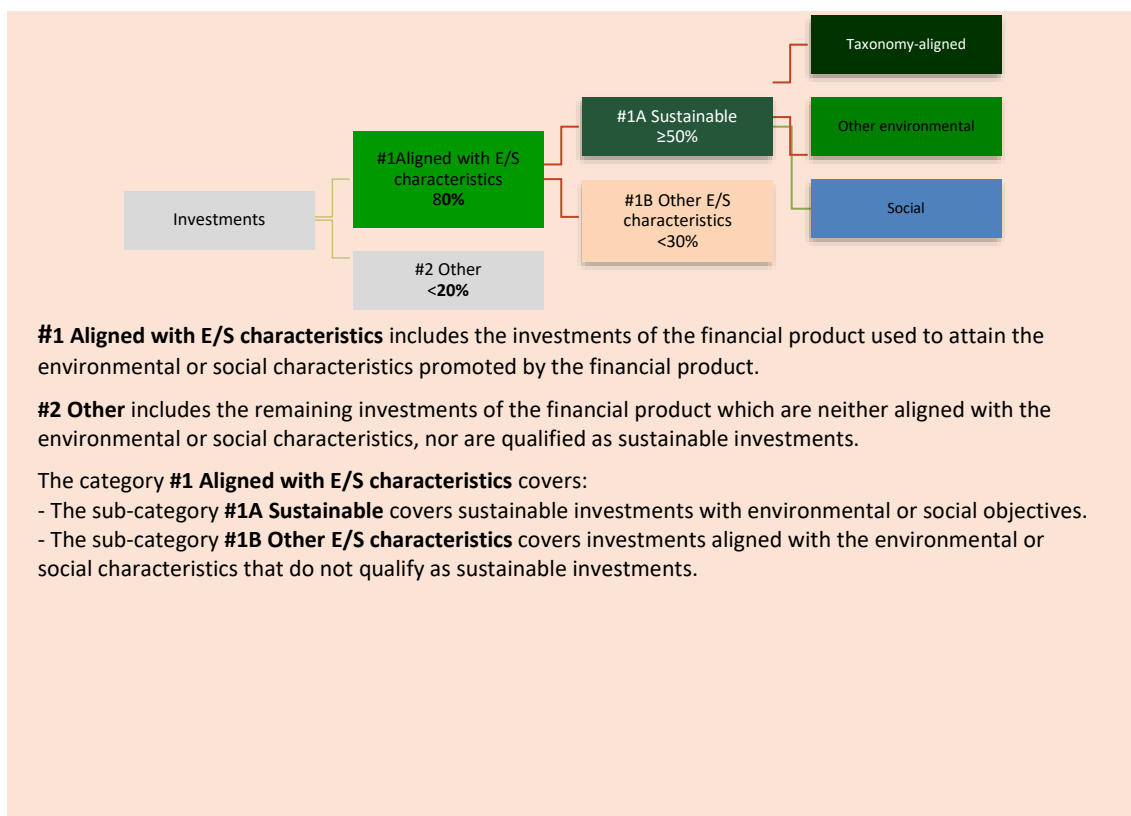 Taxonomy-aligned
#1A Sustainable
≥50%
Other environmental
#1Aligned with E/S
characteristics
80%
#1B Other E/S
characteristics
<30%
Social
Investments
#2 Other
<20%
#1 Aligned with E/S characteristics includes the investments of the financial product used to attain the
environmental or social characteristics promoted by the financial product.
#2 Other includes the remaining investments of the financial product which are neither aligned with the
environmental or social characteristics, nor are qualified as sustainable investments.
The category #1 Aligned with E/S characteristics covers:
- The sub-category #1A Sustainable covers sustainable investments with environmental or social objectives.
- The sub-category #1B Other E/S characteristics covers investments aligned with the environmental or
social characteristics that do not qualify as sustainable investments.